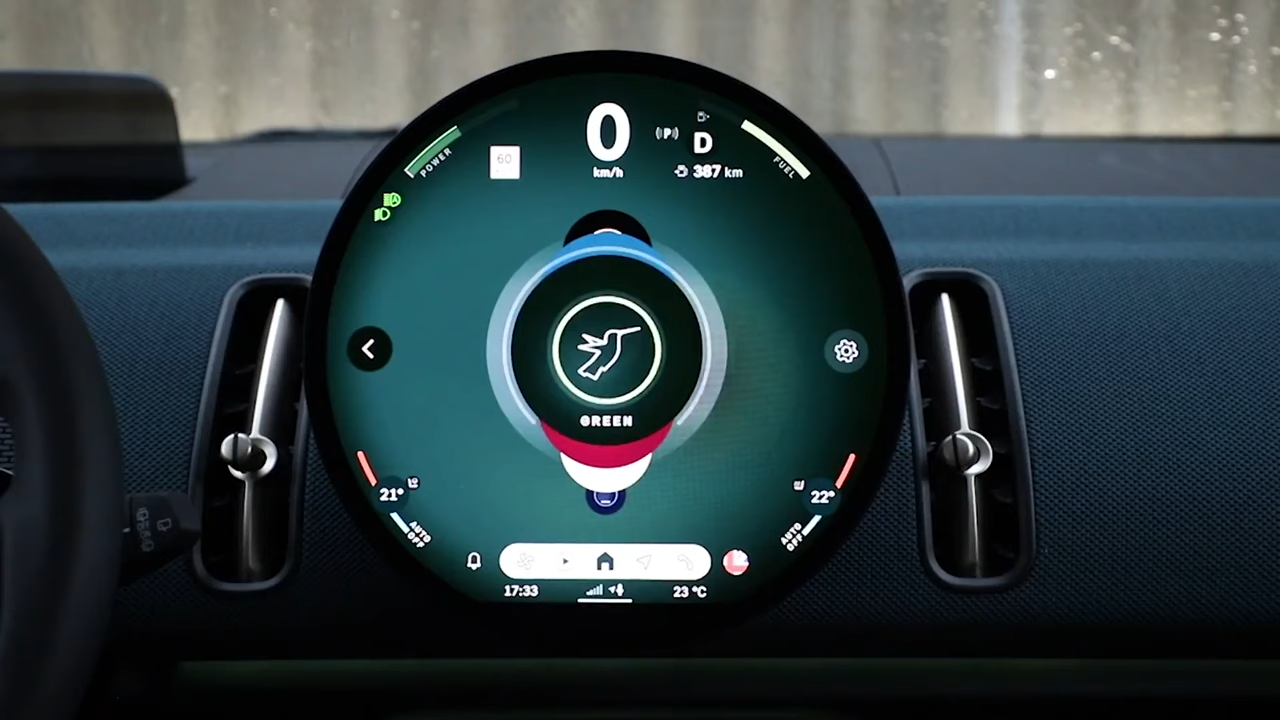 POWER
60
0
km/h
(P)
D
387 km
FUEL
A
GREEN
21°
AUTO
OFF
22°
AUTO
OFF
17:33
23 °C